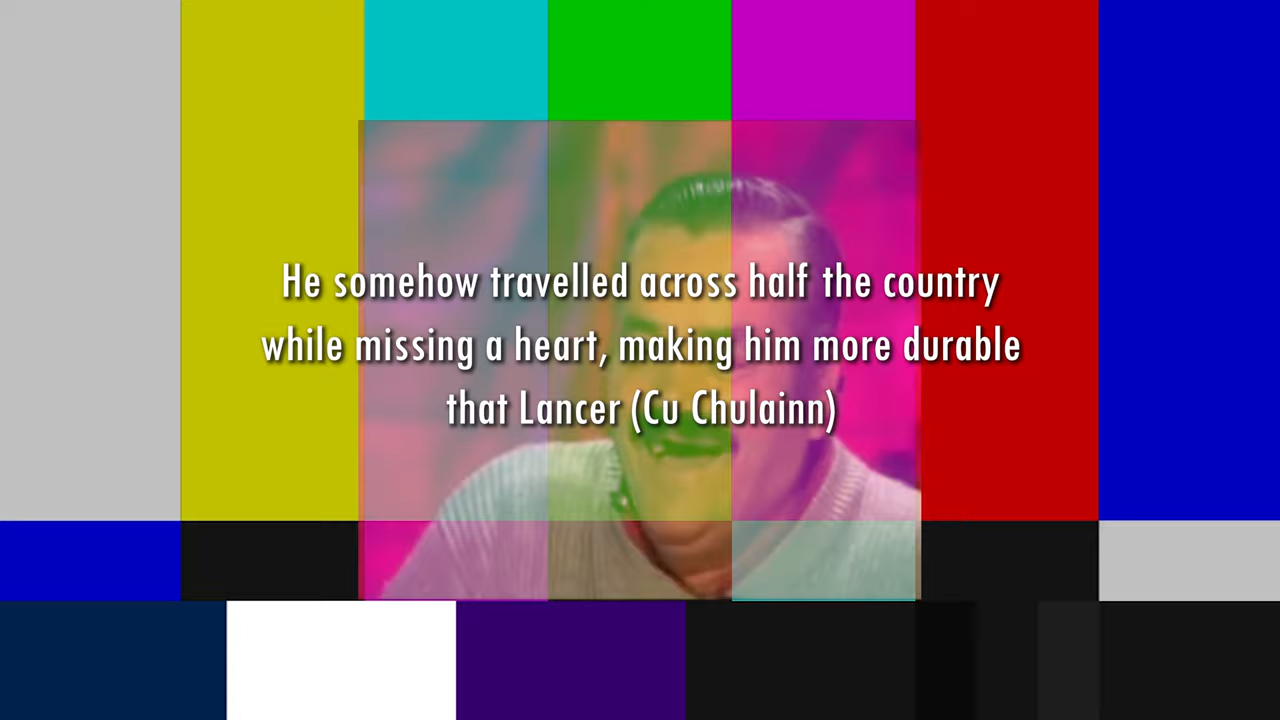 He somehow travelled across half the country
while missing a heart, making him more durable
that Lancer (Cu Chulainn)